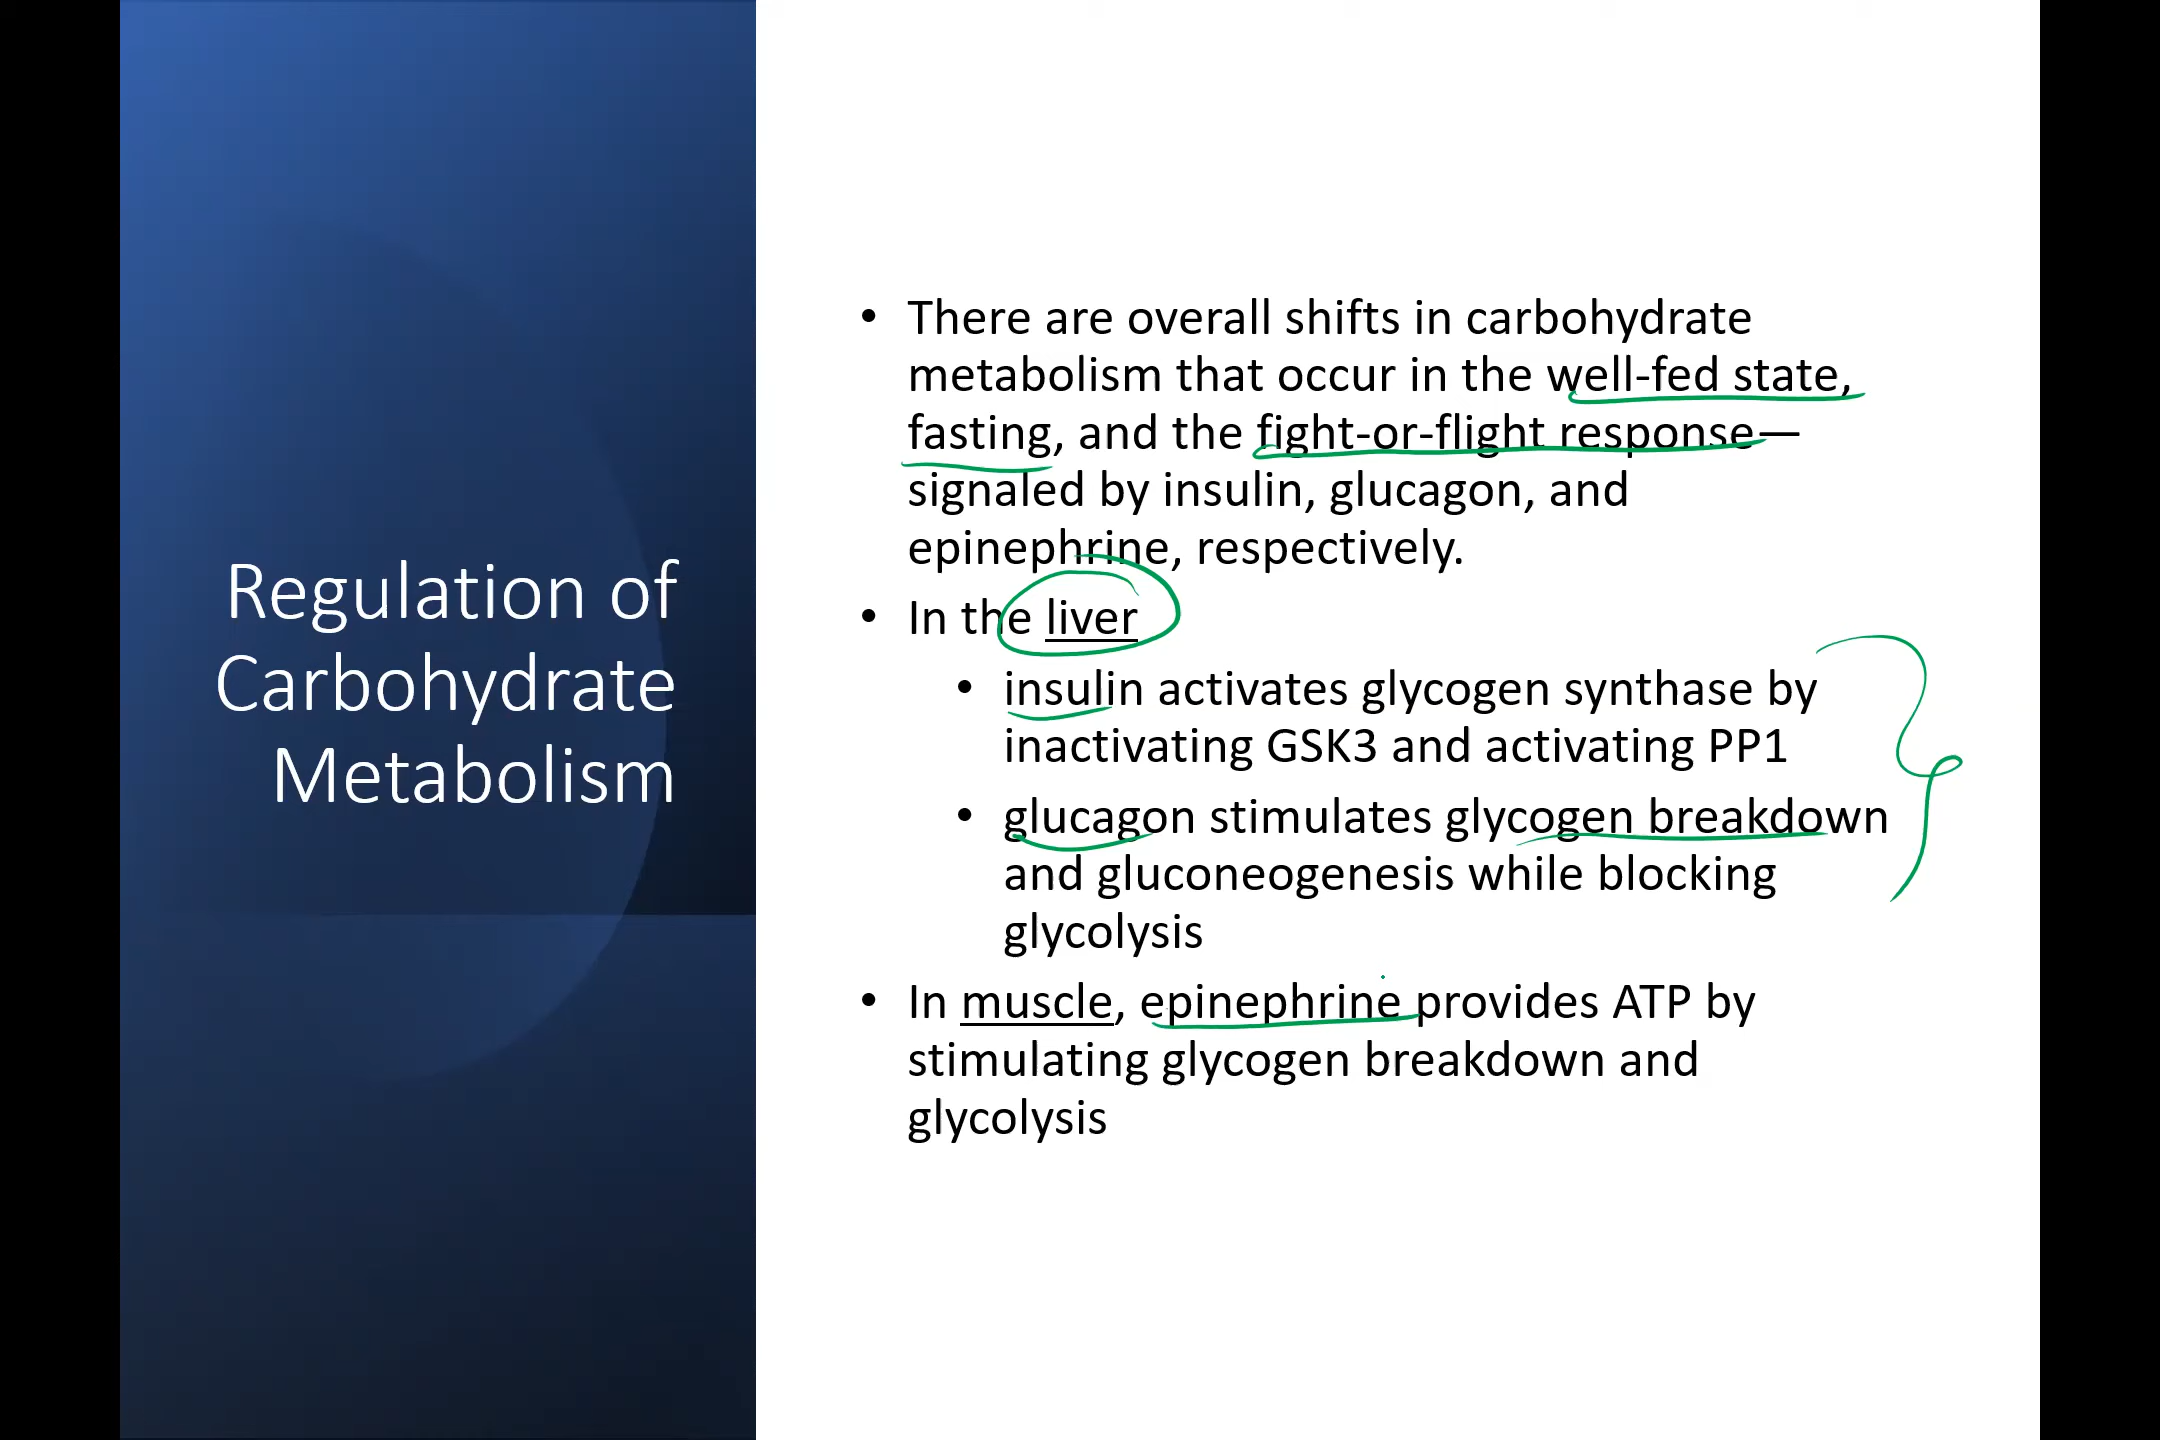 Regulation of
Carbohydrate
Metabolism
• There are overall shifts in carbohydrate
metabolism that occur in the well-fed state,
fasting, and the fight-or-flight response—
signaled by insulin, glucagon, and
epinephrine, respectively.
• In the liver
• insulin activates glycogen synthase by
inactivating GSK3 and activating PP1
• glucagon stimulates glycogen breakdown
and gluconeogenesis while blocking
glycolysis
• In muscle, epinephrine provides ATP by
stimulating glycogen breakdown and
glycolysis